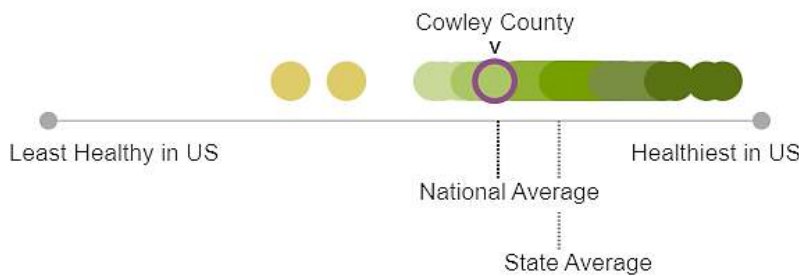 Cowley County
v
Least Healthy in US
Healthiest in US
National Average
State Average